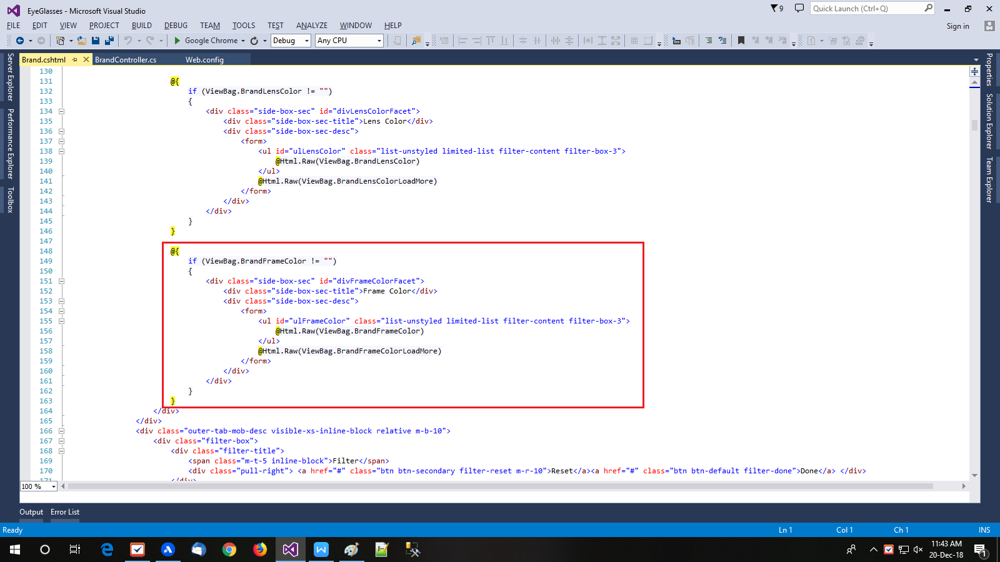 EyeGlasses - Microsoft Visual Studio
9
Quick Launch (Ctrl+Q)
FILE EDIT VIEW PROJECT BUILD DEBUG TEAM TOOLS TEST ANALYZE WINDOW HELP
Sign in
Google Chrome Debug Any CPU
Brand.cshtml BrandController.cs Web.config
Server Explorer
Performance Explorer
Toolbox
Properties
Solution Explorer
Team Explorer
130
131 @{
132 if (ViewBag.BrandLensColor != "")
133 {
134 <div class="side-box-sec" id="divLensColorFacet">
135 <div class="side-box-sec-title">Lens Color</div>
136 <div class="side-box-sec-desc">
137 <form>
138 <ul id="ulLensColor" class="list-unstyled limited-list filter-content filter-box-3">
139 @Html.Raw(ViewBag.BrandLensColor)
140 </ul>
141 @Html.Raw(ViewBag.BrandLensColorLoadMore)
142 </form>
143 </div>
144 </div>
145 }
146 }
147
148 @{
149 if (ViewBag.BrandFrameColor != "")
150 {
151 <div class="side-box-sec" id="divFrameColorFacet">
152 <div class="side-box-sec-title">Frame Color</div>
153 <div class="side-box-sec-desc">
154 <form>
155 <ul id="ulFrameColor" class="list-unstyled limited-list filter-content filter-box-3">
156 @Html.Raw(ViewBag.BrandFrameColor)
157 </ul>
158 @Html.Raw(ViewBag.BrandFrameColorLoadMore)
159 </form>
160 </div>
161 </div>
162 }
163 }
164 </div>
165 </div>
166 <div class="outer-tab-mob-desc visible-xs-inline-block relative m-b-10">
167 <div class="filter-box">
168 <div class="filter-title">
169 <span class="m-t-5 inline-block">Filter</span>
170 <div class="pull-right"> <a href="#" class="btn btn-secondary filter-reset m-r-10">Reset</a><a href="#" class="btn btn-default filter-done">Done</a> </div>
171 </div>
100 %
Output Error List
Ready Ln 1 Col 1 Ch 1 INS
11:43 AM
20-Dec-18
1